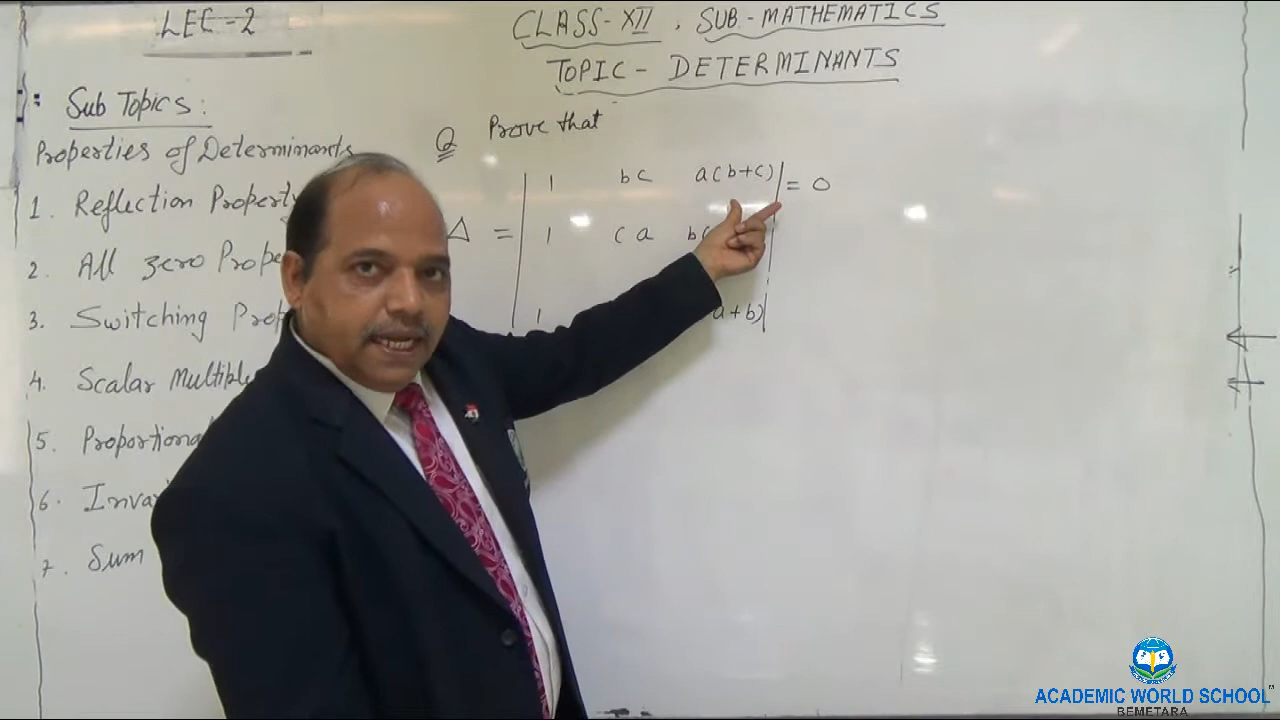 LEC-2
CLASS-XII, SUB-MATHEMATICS
TOPIC- DETERMINANTS
Sub Topics:
Properties of Determinants
1. Reflection Property
2. All zero Prope
3. Switching Prop
4. Scalar Multiple
5. Proportiona
6. Inva
7. Sum
Q Prove that
1 bc a(b+c) = 0
Δ = 1 ca b
1 a+b)
ACADEMIC WORLD SCHOOL
BEMETARA